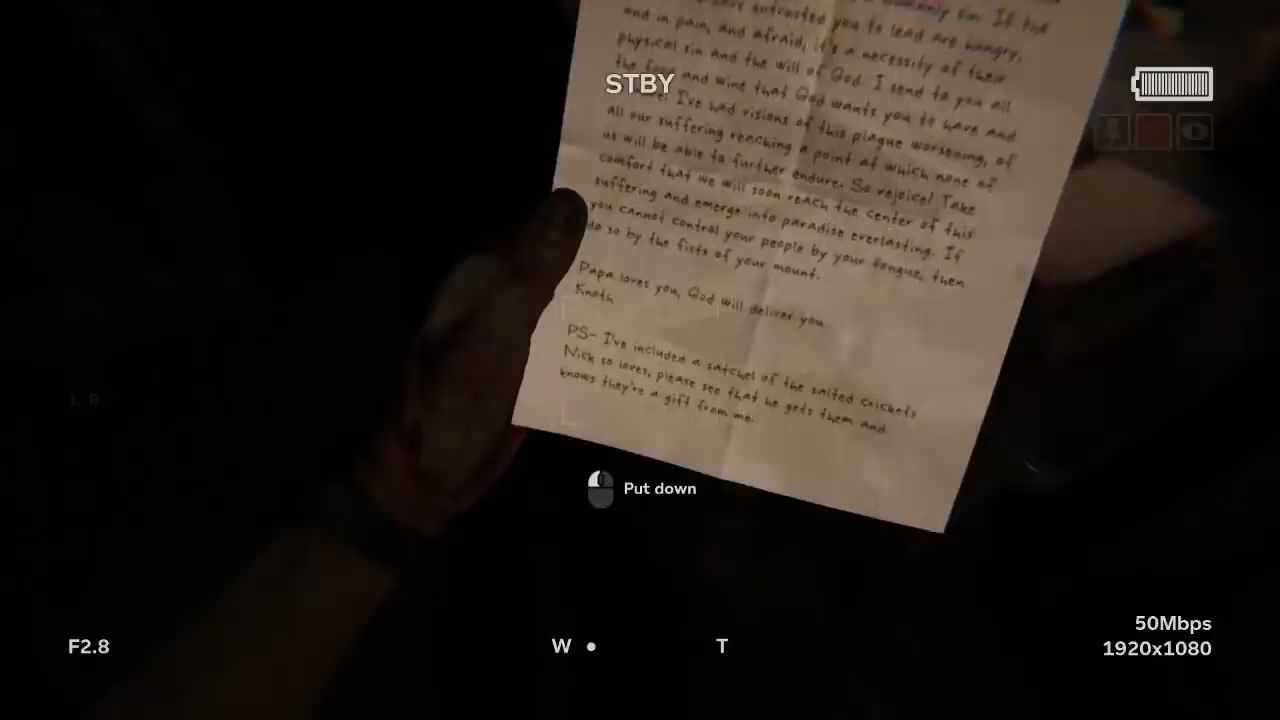 womanly sin. If the
have entrusted you to lead are hungry,
and in pain, and afraid, it's a necessity of their
physical sin and the will of God. I send to you all
the food and wine that God wants you to have and
I've had visions of this plague worsening, of
all our suffering reaching a point at which none of
us will be able to further endure. So rejoice! Take
comfort that we will soon reach the center of this
suffering and emerge into paradise everlasting. If
you cannot control your people by your tongue, then
do so by the fists of your mount.
Papa loves you, God will deliver you
Knoth
PS- I've included a satchel of the salted crickets
Nick so loves, please see that he gets them and
knows they're a gift from me.
STBY
Put down
L R
F2.8
W
T
50Mbps
1920x1080